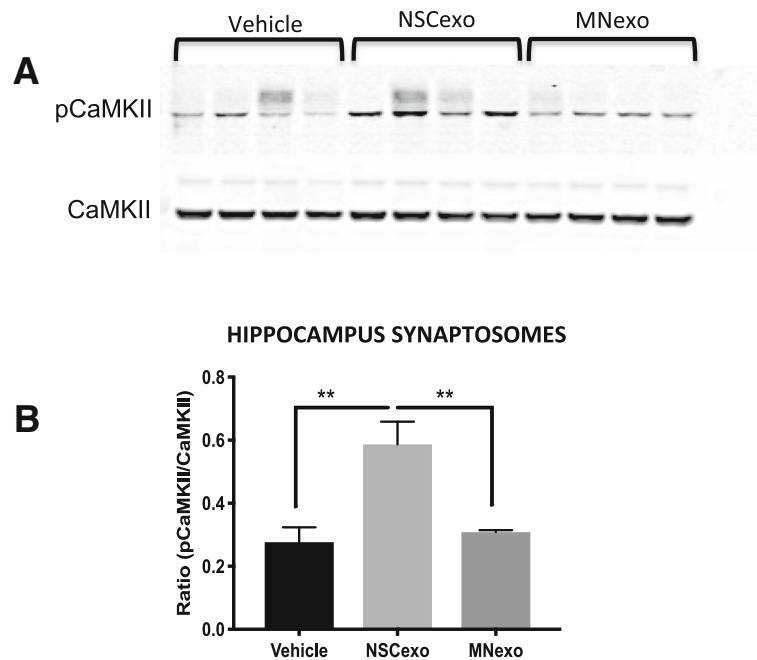 Vehicle NSCexo MNexo
A
pCaMKII
CaMKII
HIPPOCAMPUS SYNAPTOSOMES
B
Ratio (pCaMKII/CaMKII)
0.8
** **
0.6
0.4
0.2
0.0
Vehicle NSCexo MNexo